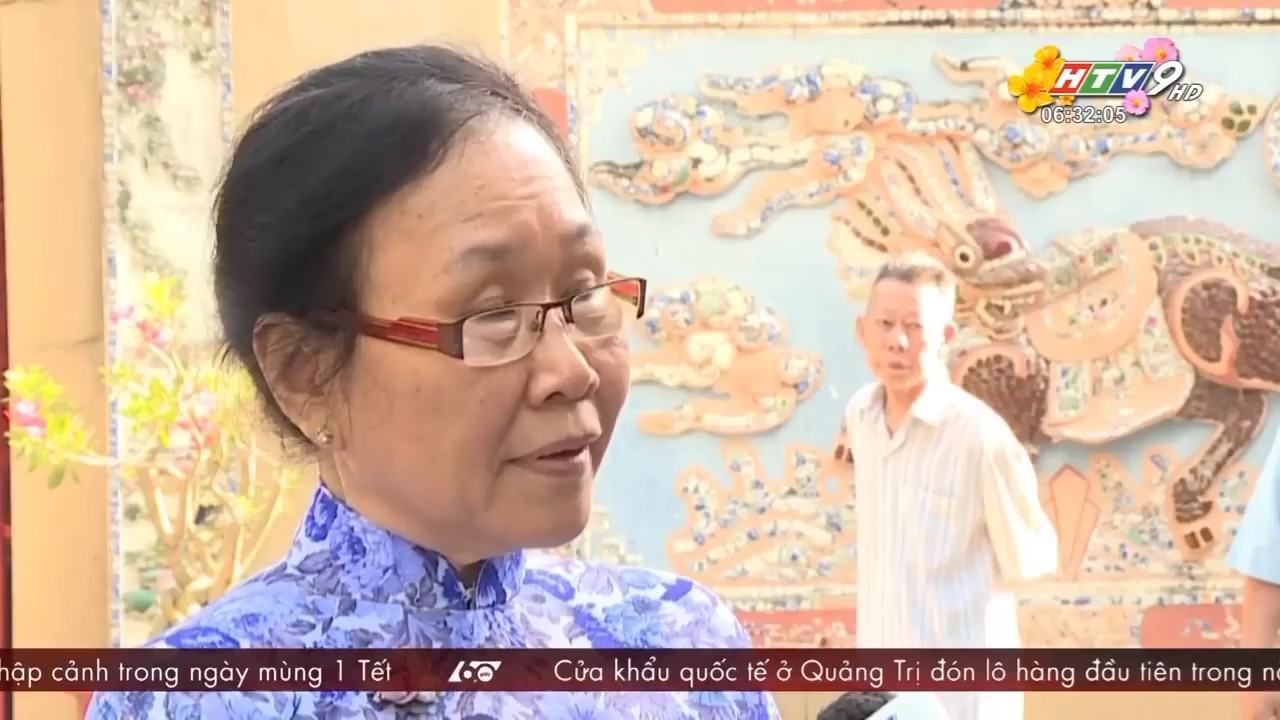 HTV9 HD
06:32:05
hập cảnh trong ngày mùng 1 Tết 60 Cửa khẩu quốc tế ở Quảng Trị đón lô hàng đầu tiên trong